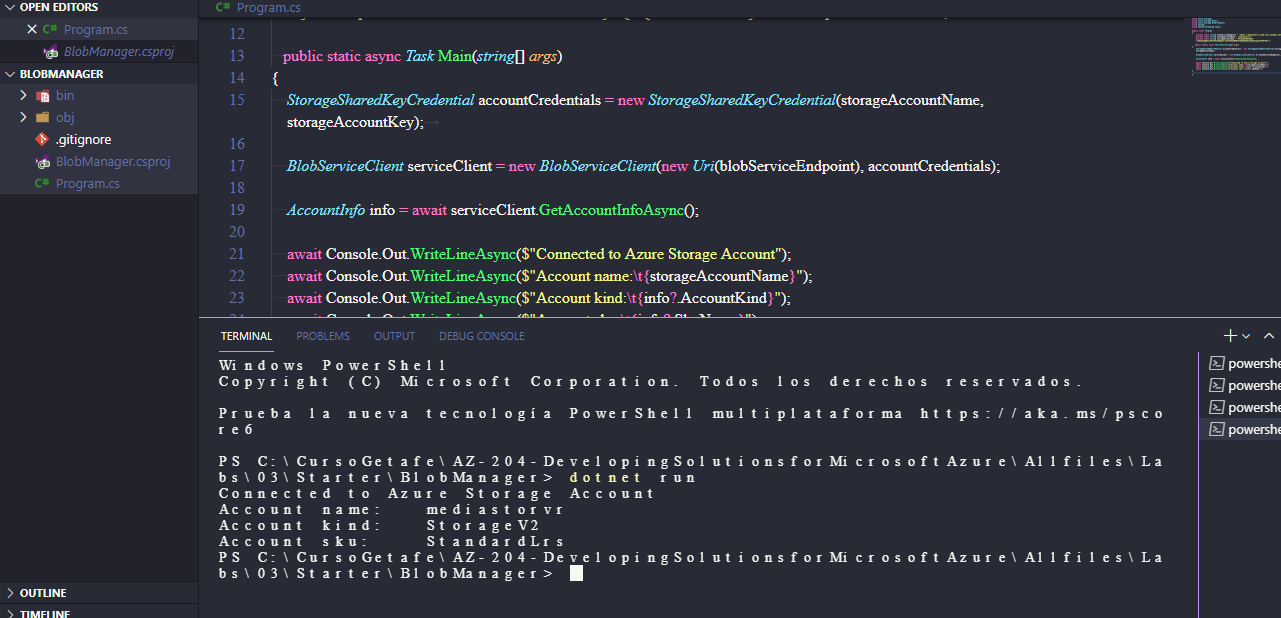 OPEN EDITORS
Program.cs
BlobManager.csproj
BLOBMANAGER
bin
obj
.gitignore
BlobManager.csproj
Program.cs
OUTLINE
TIMELINE
Program.cs
12
13 public static async Task Main(string[] args)
14 {
15 StorageSharedKeyCredential accountCredentials = new StorageSharedKeyCredential(storageAccountName,
storageAccountKey);
16
17 BlobServiceClient serviceClient = new BlobServiceClient(new Uri(blobServiceEndpoint), accountCredentials);
18
19 AccountInfo info = await serviceClient.GetAccountInfoAsync();
20
21 await Console.Out.WriteLineAsync($"Connected to Azure Storage Account");
22 await Console.Out.WriteLineAsync($"Account name:\t{storageAccountName}");
23 await Console.Out.WriteLineAsync($"Account kind:\t{info?.AccountKind}");
TERMINAL PROBLEMS OUTPUT DEBUG CONSOLE
Windows PowerShell
Copyright (C) Microsoft Corporation. Todos los derechos reservados.
Prueba la nueva tecnología PowerShell multiplataforma https://aka.ms/psco
re6
PS C:\CursoGetafe\AZ-204-DevelopingSolutionsforMicrosoftAzure\Allfiles\La
bs\03\Starter\BlobManager> dotnet run
Connected to Azure Storage Account
Account name: mediastorvr
Account kind: StorageV2
Account sku: StandardLrs
PS C:\CursoGetafe\AZ-204-DevelopingSolutionsforMicrosoftAzure\Allfiles\La
bs\03\Starter\BlobManager>
powershe
powershe
powershe
powershe